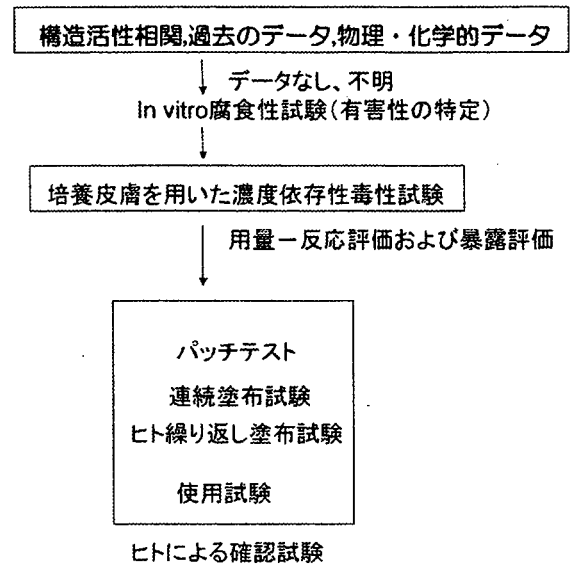 構造活性相関,過去のデータ,物理・化学的データ
データなし、不明
In vitro腐食性試験(有害性の特定)
培養皮膚を用いた濃度依存性毒性試験
用量ー反応評価および暴露評価
パッチテスト
連続塗布試験
ヒト繰り返し塗布試験
使用試験
ヒトによる確認試験